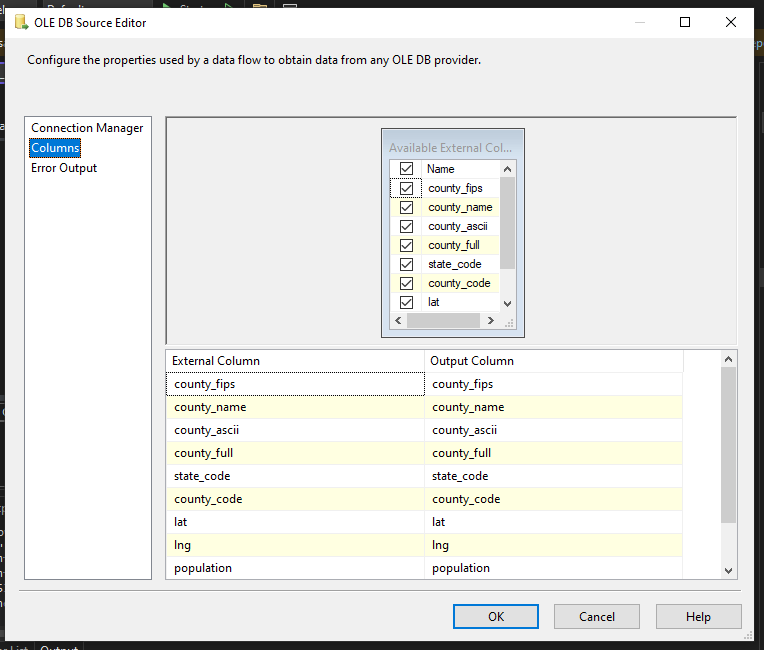 OLE DB Source Editor
Configure the properties used by a data flow to obtain data from any OLE DB provider.
Connection Manager
Columns
Error Output
Available External Col...
Name
county_fips
county_name
county_ascii
county_full
state_code
county_code
lat
External Column Output Column
county_fips county_fips
county_name county_name
county_ascii county_ascii
county_full county_full
state_code state_code
county_code county_code
lat lat
lng lng
population population
OK Cancel Help
Output